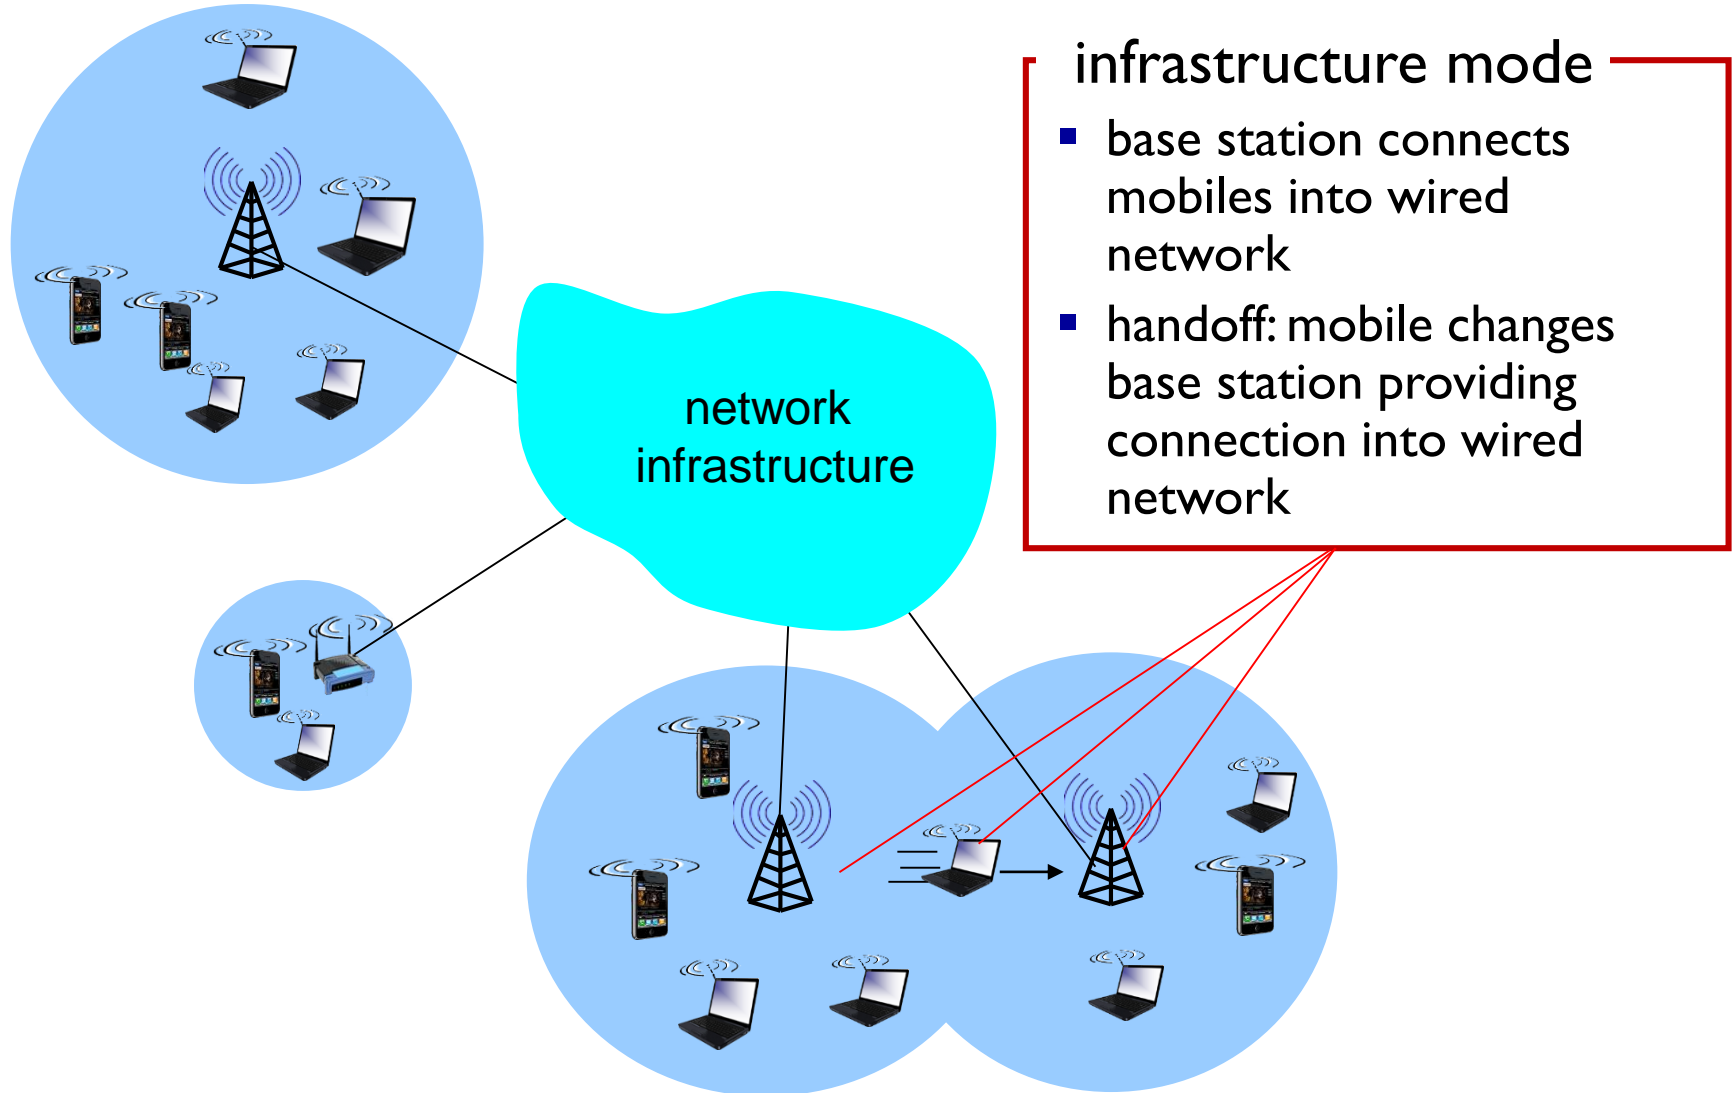 infrastructure mode
▪ base station connects
mobiles into wired
network
▪ handoff: mobile changes
base station providing
connection into wired
network
network
infrastructure